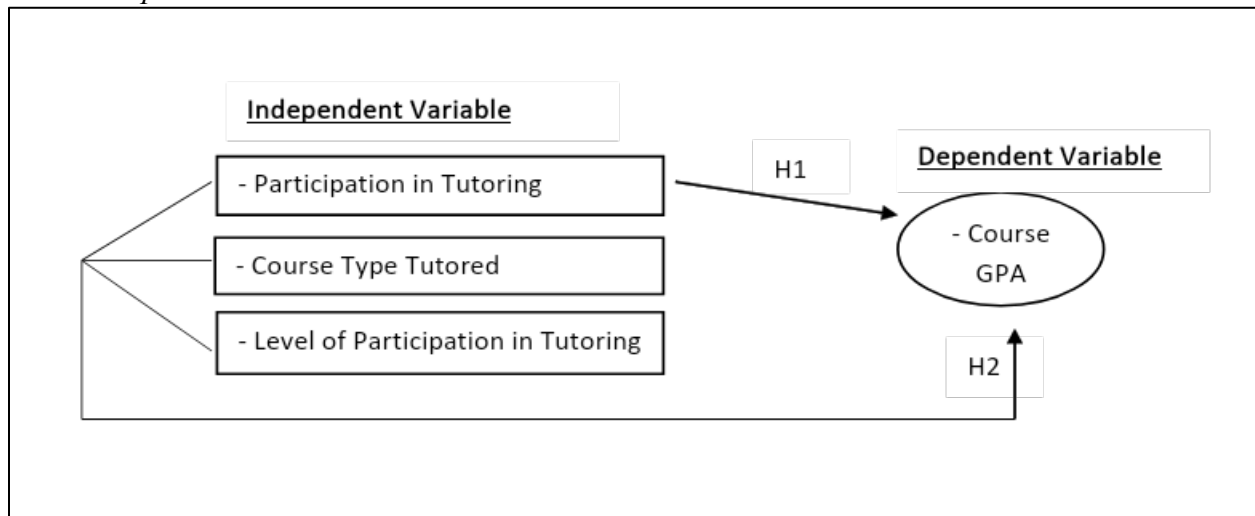 Independent Variable
- Participation in Tutoring
- Course Type Tutored
- Level of Participation in Tutoring
H1
Dependent Variable
- Course
GPA
H2